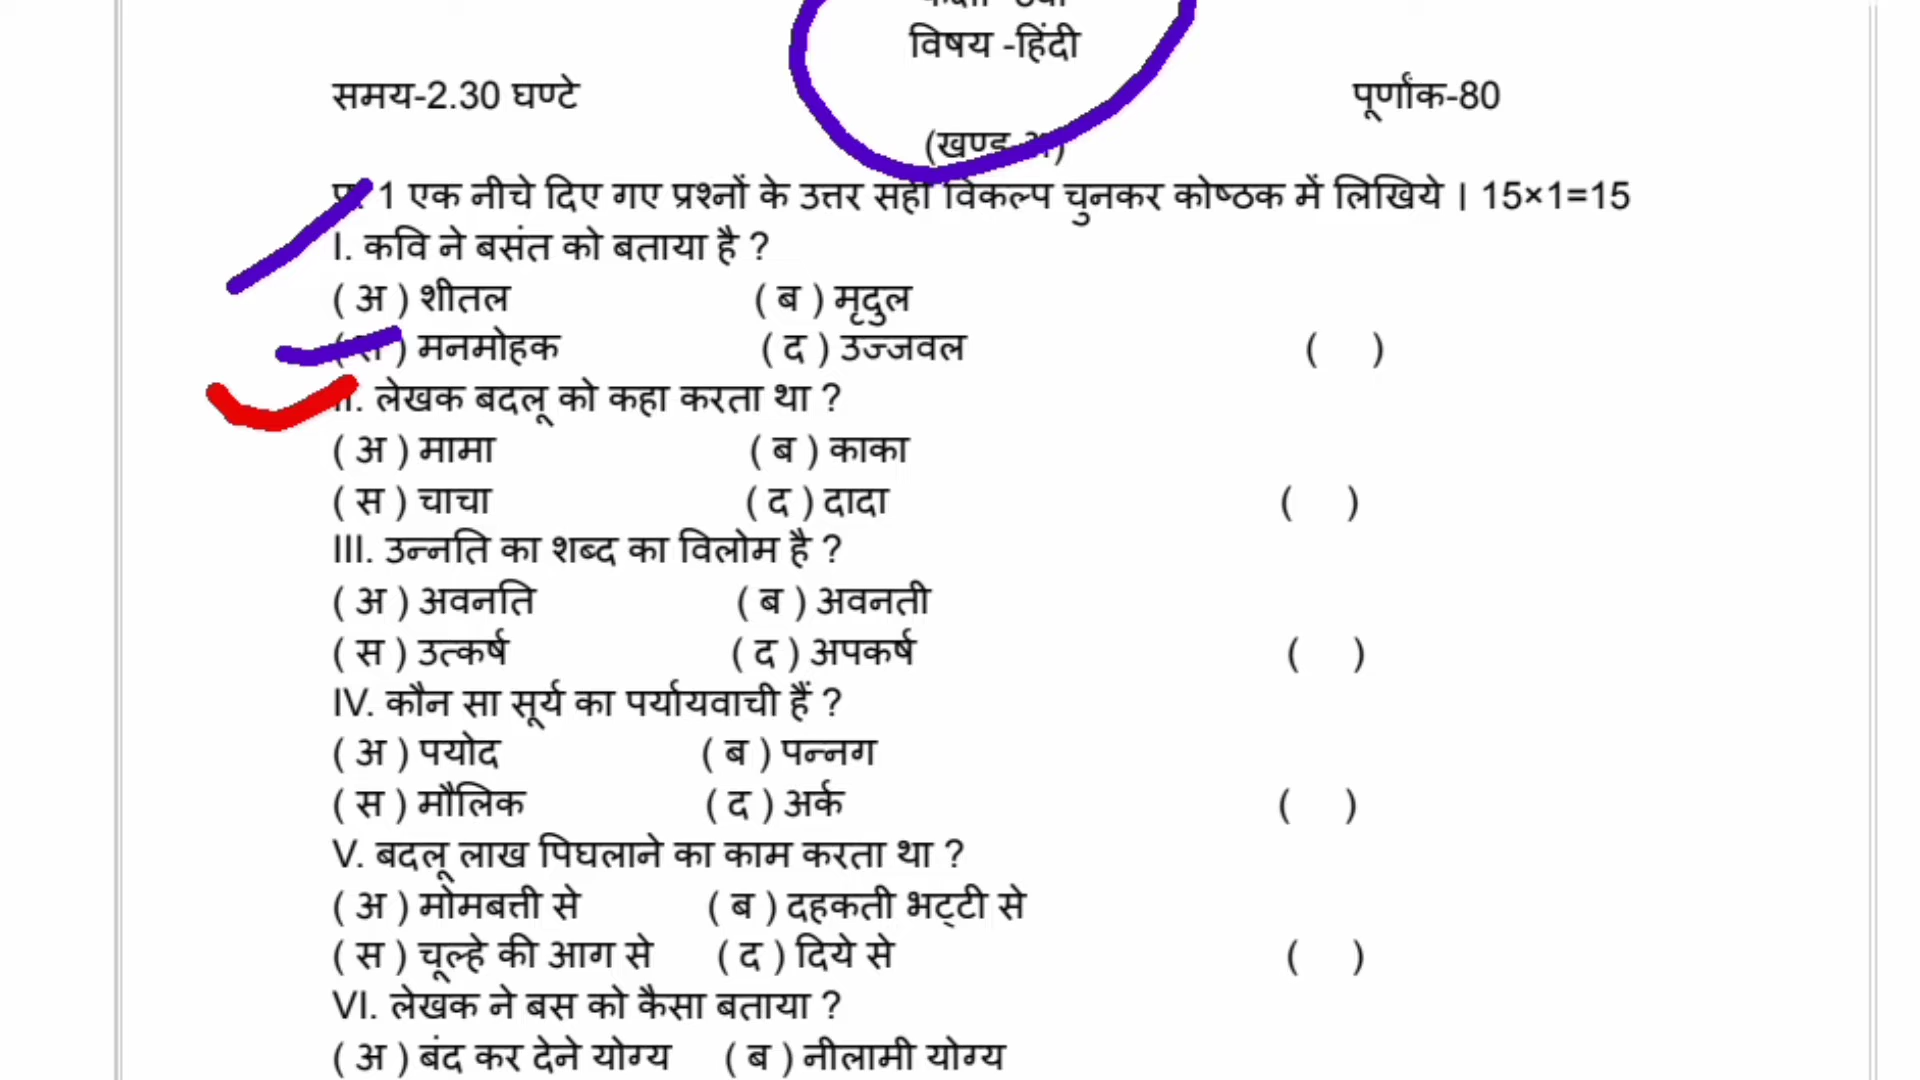 विषय -हिंदी
समय-2.30 घण्टे पूर्णांक-80
(खण्ड
1 एक नीचे दिए गए प्रश्नों के उत्तर सही विकल्प चुनकर कोष्ठक में लिखिये । 15×1=15
I. कवि ने बसंत को बताया है ?
( अ ) शीतल ( ब ) मृदुल
मनमोहक ( द ) उज्जवल ( )
II. लेखक बदलू को कहा करता था ?
( अ ) मामा ( ब ) काका
( स ) चाचा ( द ) दादा ( )
III. उन्नति का शब्द का विलोम है ?
( अ ) अवनति ( ब ) अवनती
( स ) उत्कर्ष ( द ) अपकर्ष ( )
IV. कौन सा सूर्य का पर्यायवाची हैं ?
( अ ) पयोद ( ब ) पन्नग
( स ) मौलिक ( द ) अर्क ( )
V. बदलू लाख पिघलाने का काम करता था ?
( अ ) मोमबत्ती से ( ब ) दहकती भट्टी से
( स ) चूल्हे की आग से ( द ) दिये से ( )
VI. लेखक ने बस को कैसा बताया ?
( अ ) बंद कर देने योग्य ( ब ) नीलामी योग्य